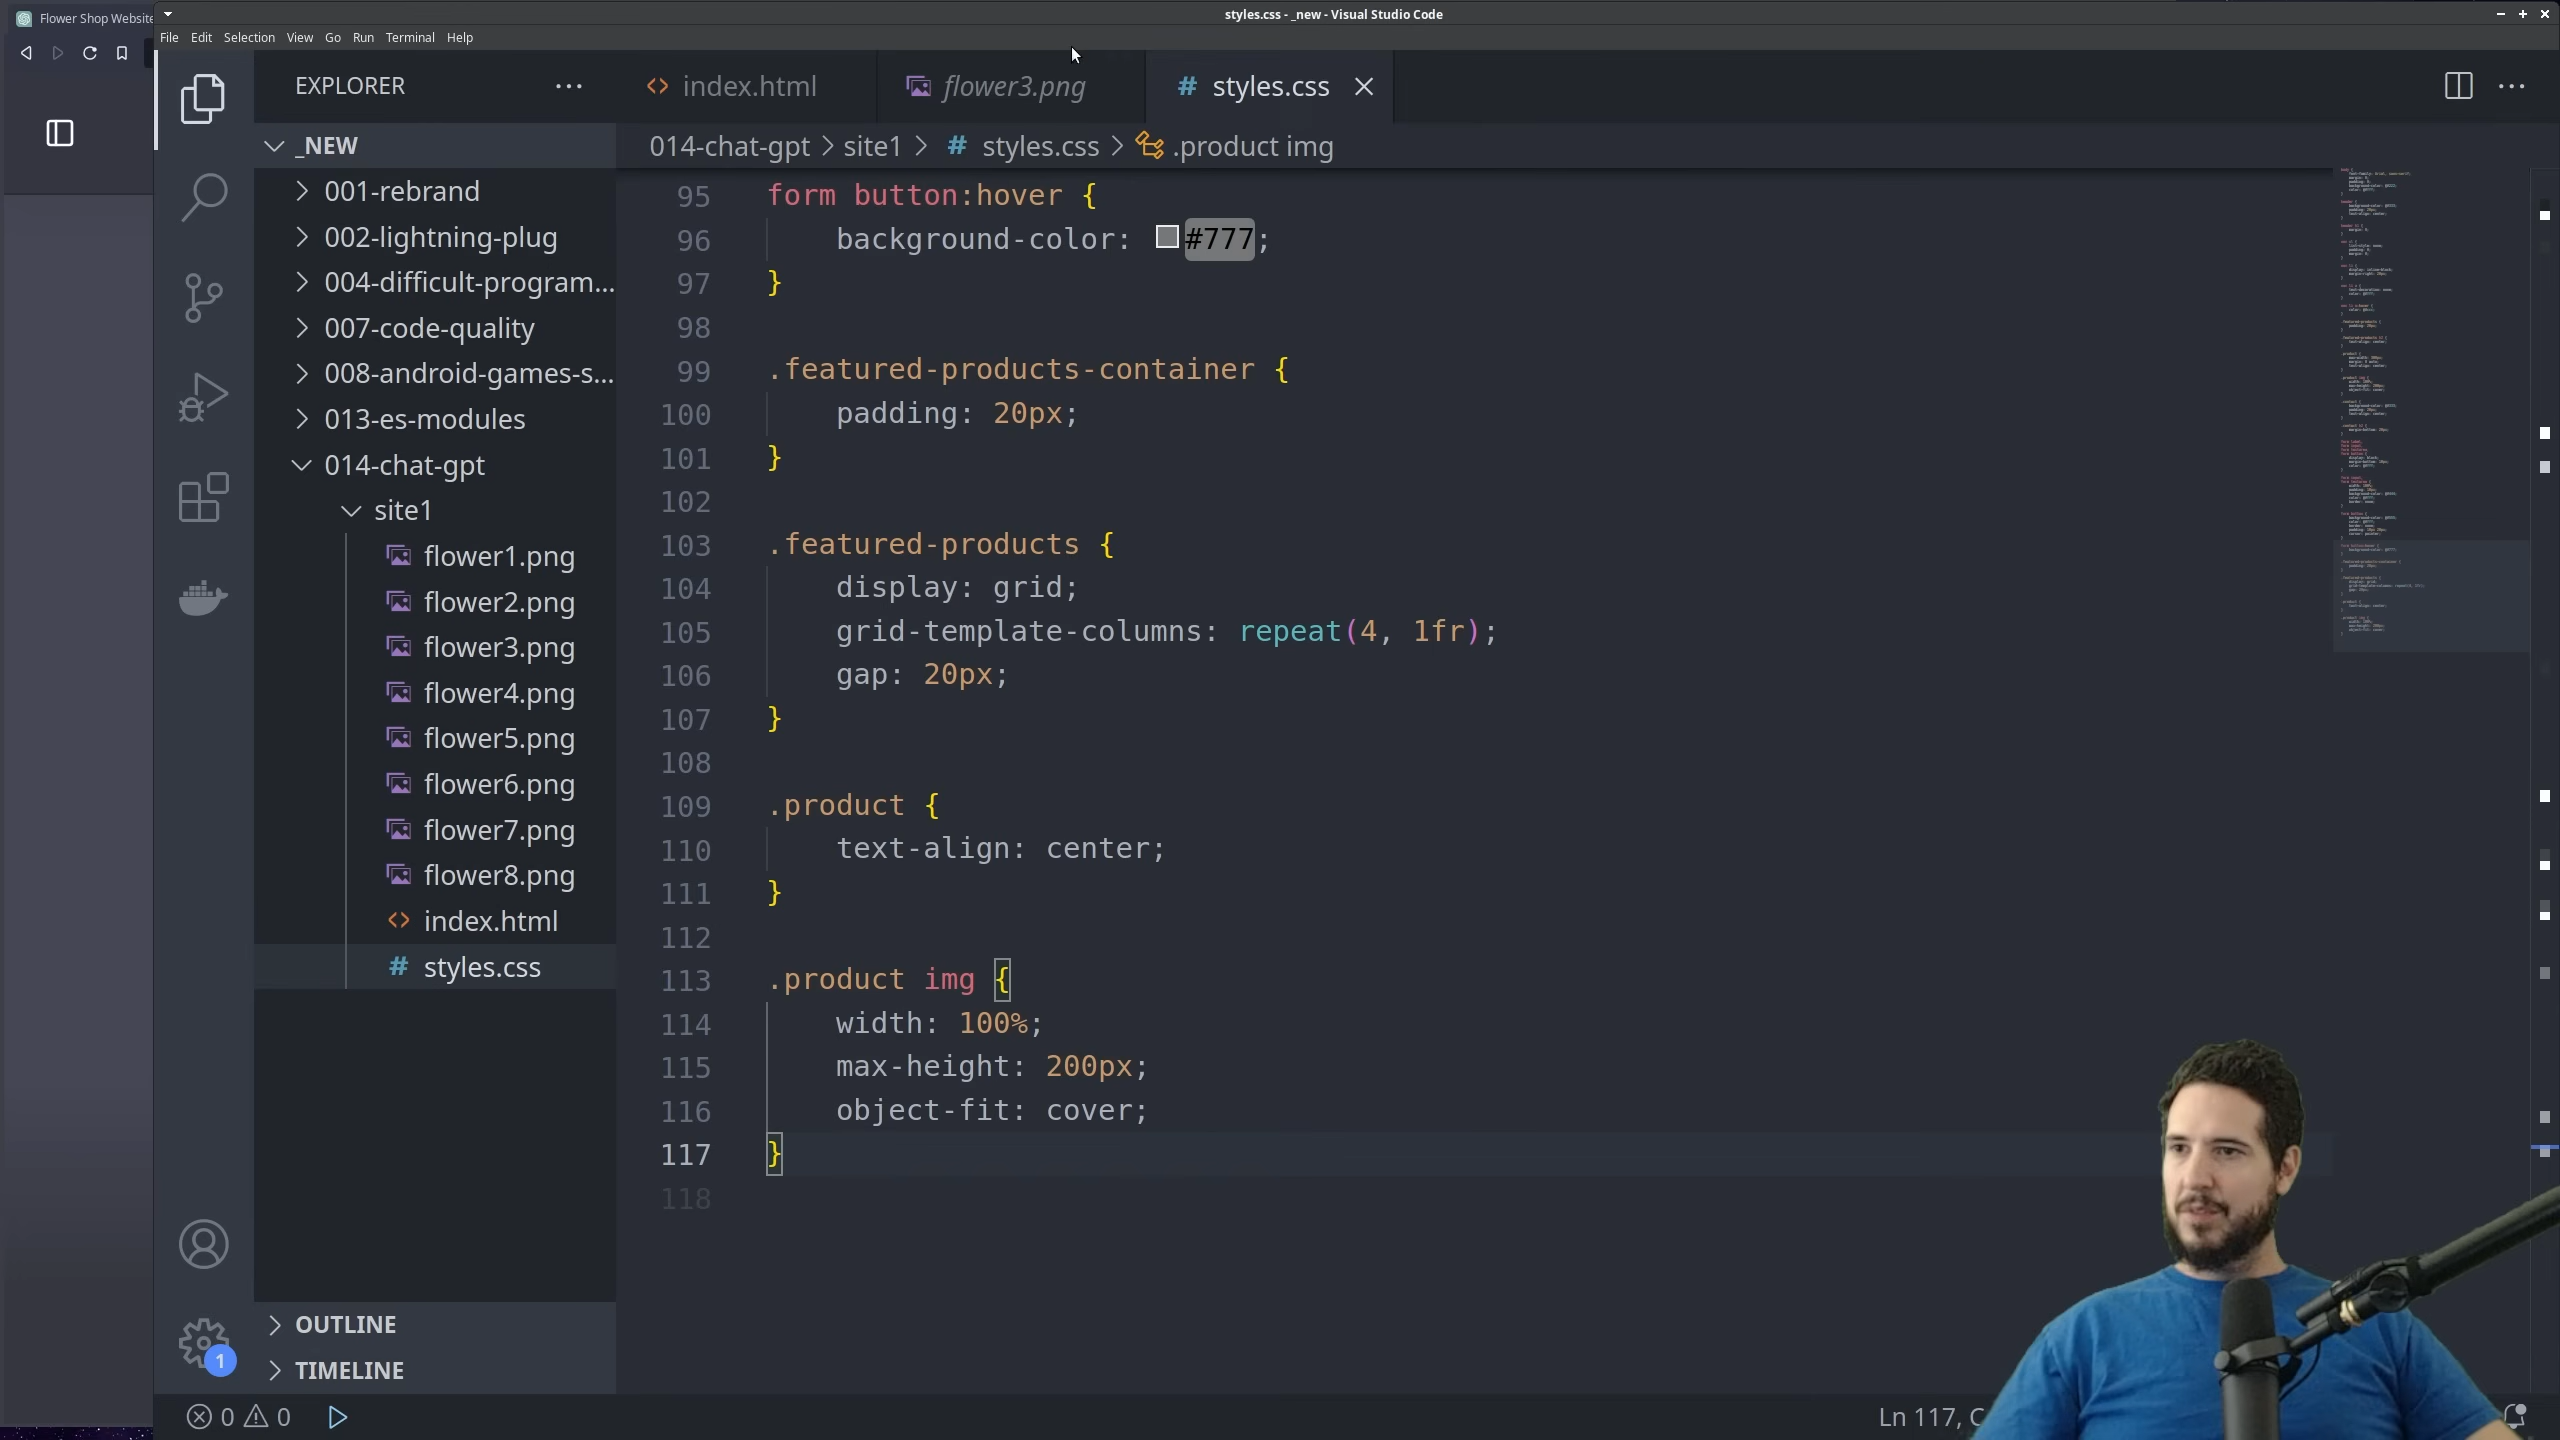 Flower Shop Website
styles.css - _new - Visual Studio Code
File Edit Selection View Go Run Terminal Help
EXPLORER
index.html
flower3.png
# styles.css
_NEW
014-chat-gpt > site1 > # styles.css > .product img
001-rebrand
002-lightning-plug
004-difficult-program...
007-code-quality
008-android-games-s...
013-es-modules
014-chat-gpt
site1
flower1.png
flower2.png
flower3.png
flower4.png
flower5.png
flower6.png
flower7.png
flower8.png
index.html
# styles.css
OUTLINE
TIMELINE
95 form button:hover {
96 background-color: #777;
97 }
98
99 .featured-products-container {
100 padding: 20px;
101 }
102
103 .featured-products {
104 display: grid;
105 grid-template-columns: repeat(4, 1fr);
106 gap: 20px;
107 }
108
109 .product {
110 text-align: center;
111 }
112
113 .product img {
114 width: 100%;
115 max-height: 200px;
116 object-fit: cover;
117 }
118
1
0 0
Ln 117, C